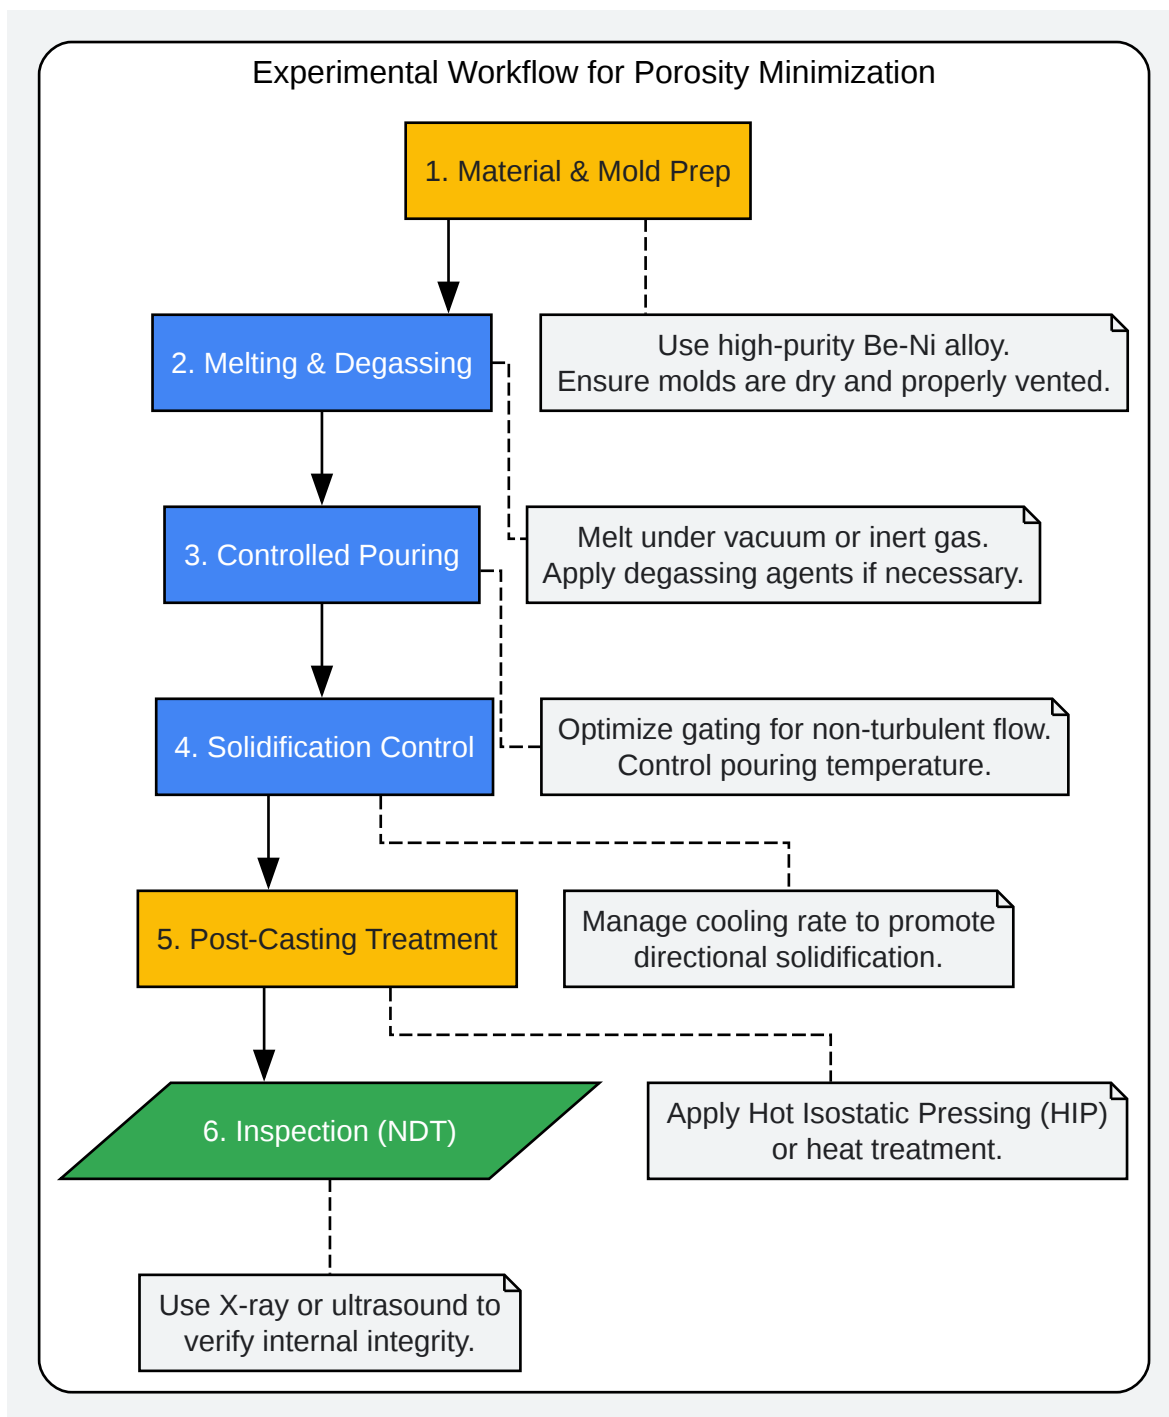 Experimental Workflow for Porosity Minimization
1. Material & Mold Prep
2. Melting & Degassing
Use high-purity Be-Ni alloy.
Ensure molds are dry and properly vented.
3. Controlled Pouring
Melt under vacuum or inert gas.
Apply degassing agents if necessary.
4. Solidification Control
Optimize gating for non-turbulent flow.
Control pouring temperature.
5. Post-Casting Treatment
Manage cooling rate to promote
directional solidification.
6. Inspection (NDT)
Apply Hot Isostatic Pressing (HIP)
or heat treatment.
Use X-ray or ultrasound to
verify internal integrity.